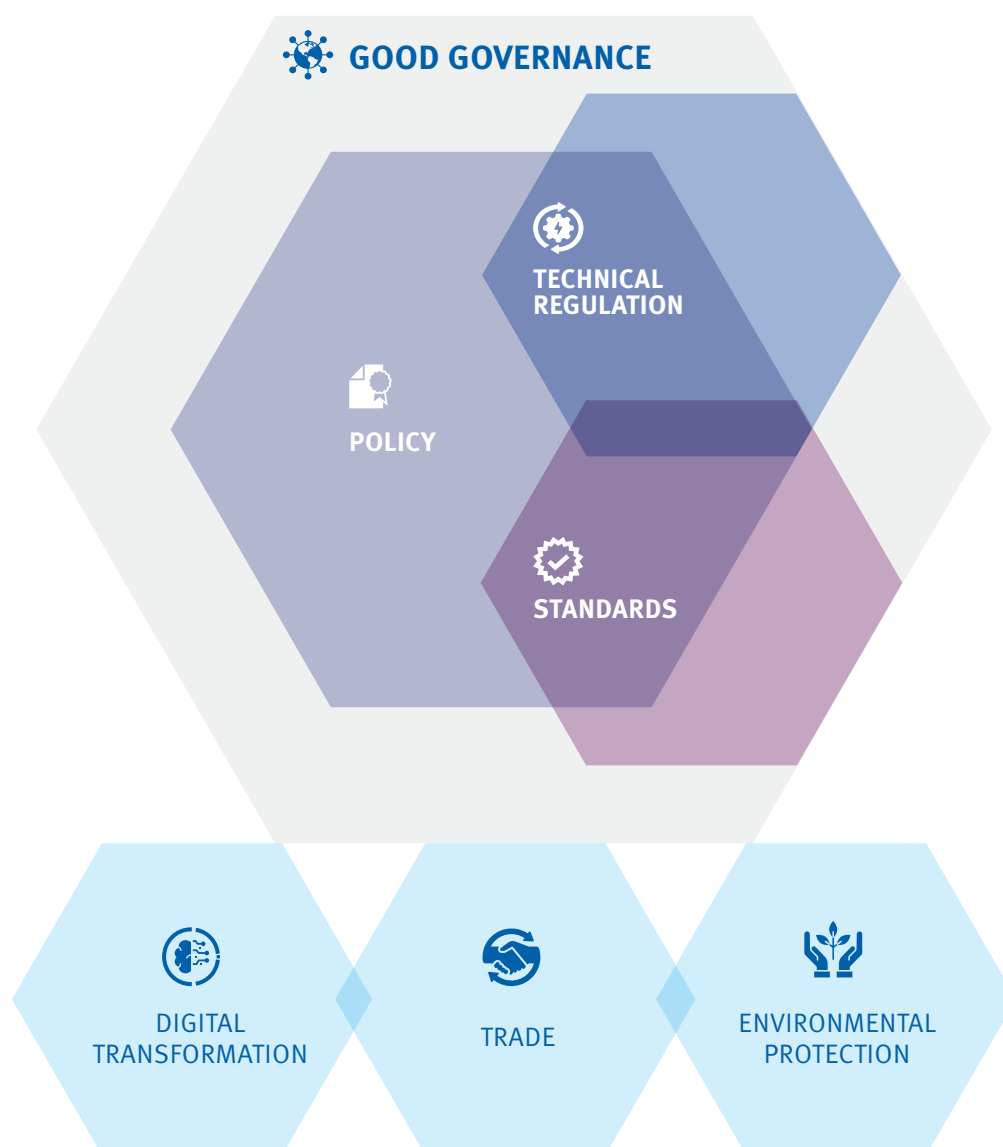 GOOD GOVERNANCE
TECHNICAL
REGULATION
POLICY
STANDARDS
DIGITAL
TRANSFORMATION
TRADE
ENVIRONMENTAL
PROTECTION